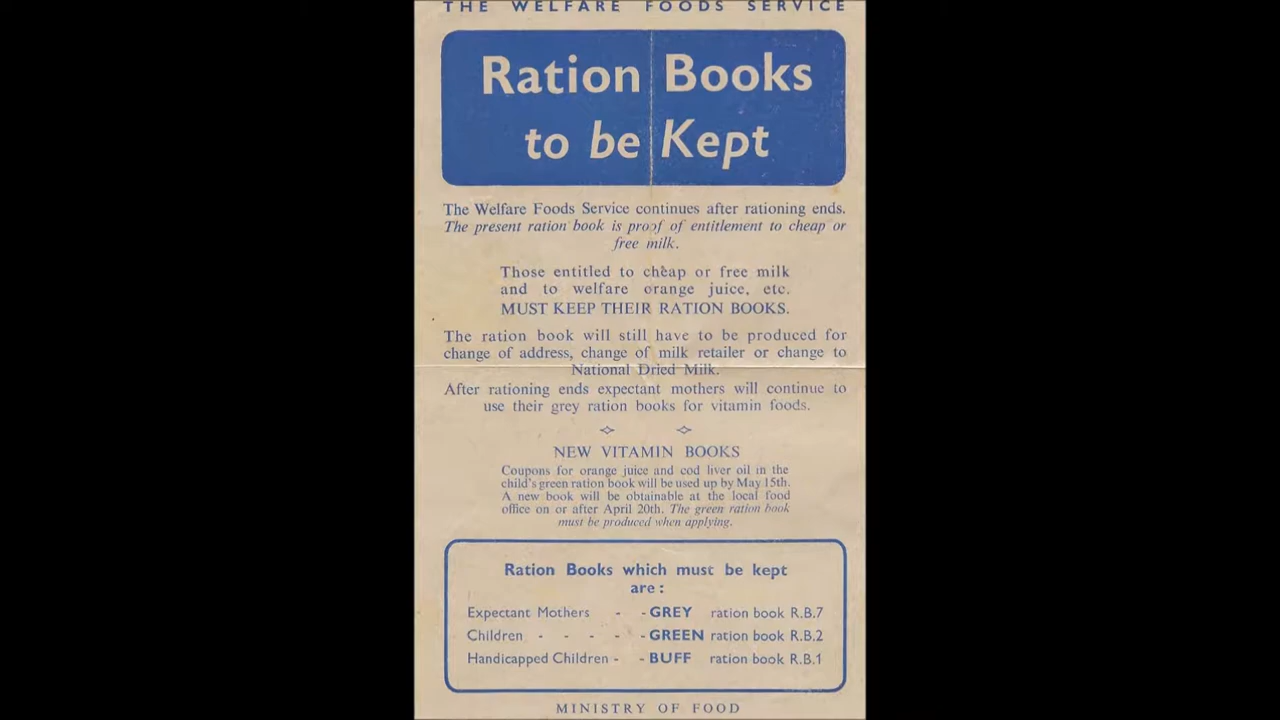 THE WELFARE FOODS SERVICE
Ration Books
to be Kept
The Welfare Foods Service continues after rationing ends.
The present ration book is proof of entitlement to cheap or
free milk.
Those entitled to cheap or free milk
and to welfare orange juice, etc.
MUST KEEP THEIR RATION BOOKS.
The ration book will still have to be produced for
change of address, change of milk retailer or change to
National Dried Milk.
After rationing ends expectant mothers will continue to
use their grey ration books for vitamin foods.
NEW VITAMIN BOOKS
Coupons for orange juice and cod liver oil in the
child's green ration book will be used up by May 15th.
A new book will be obtainable at the local food
office on or after April 20th. The green ration book
must be produced when applying.
Ration Books which must be kept
are :
Expectant Mothers - - GREY ration book R.B.7
Children - - - - - GREEN ration book R.B.2
Handicapped Children - - BUFF ration book R.B.1
MINISTRY OF FOOD